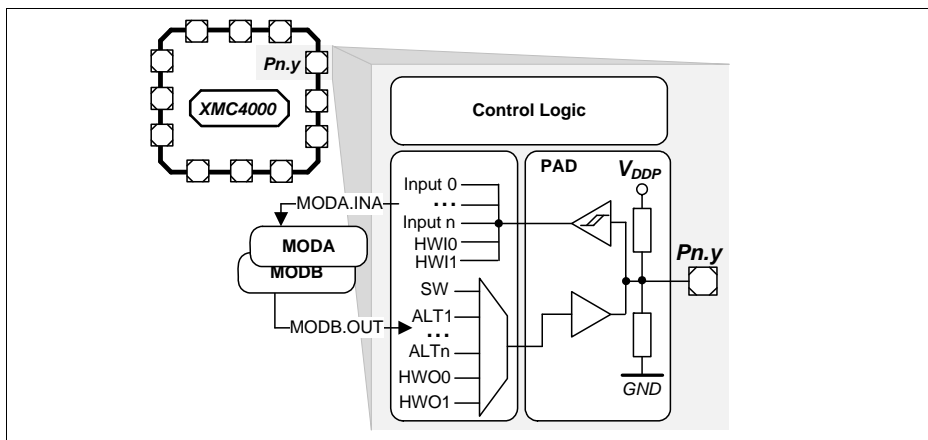 Pn.y
XMC4000
Control Logic
PAD
VDDP
Input 0
...
MODA.INA
Input n
HWI0
HWI1
MODA
MODB
Pn.y
SW
ALT1
MODB.OUT
...
ALTn
HWO0
GND
HWO1